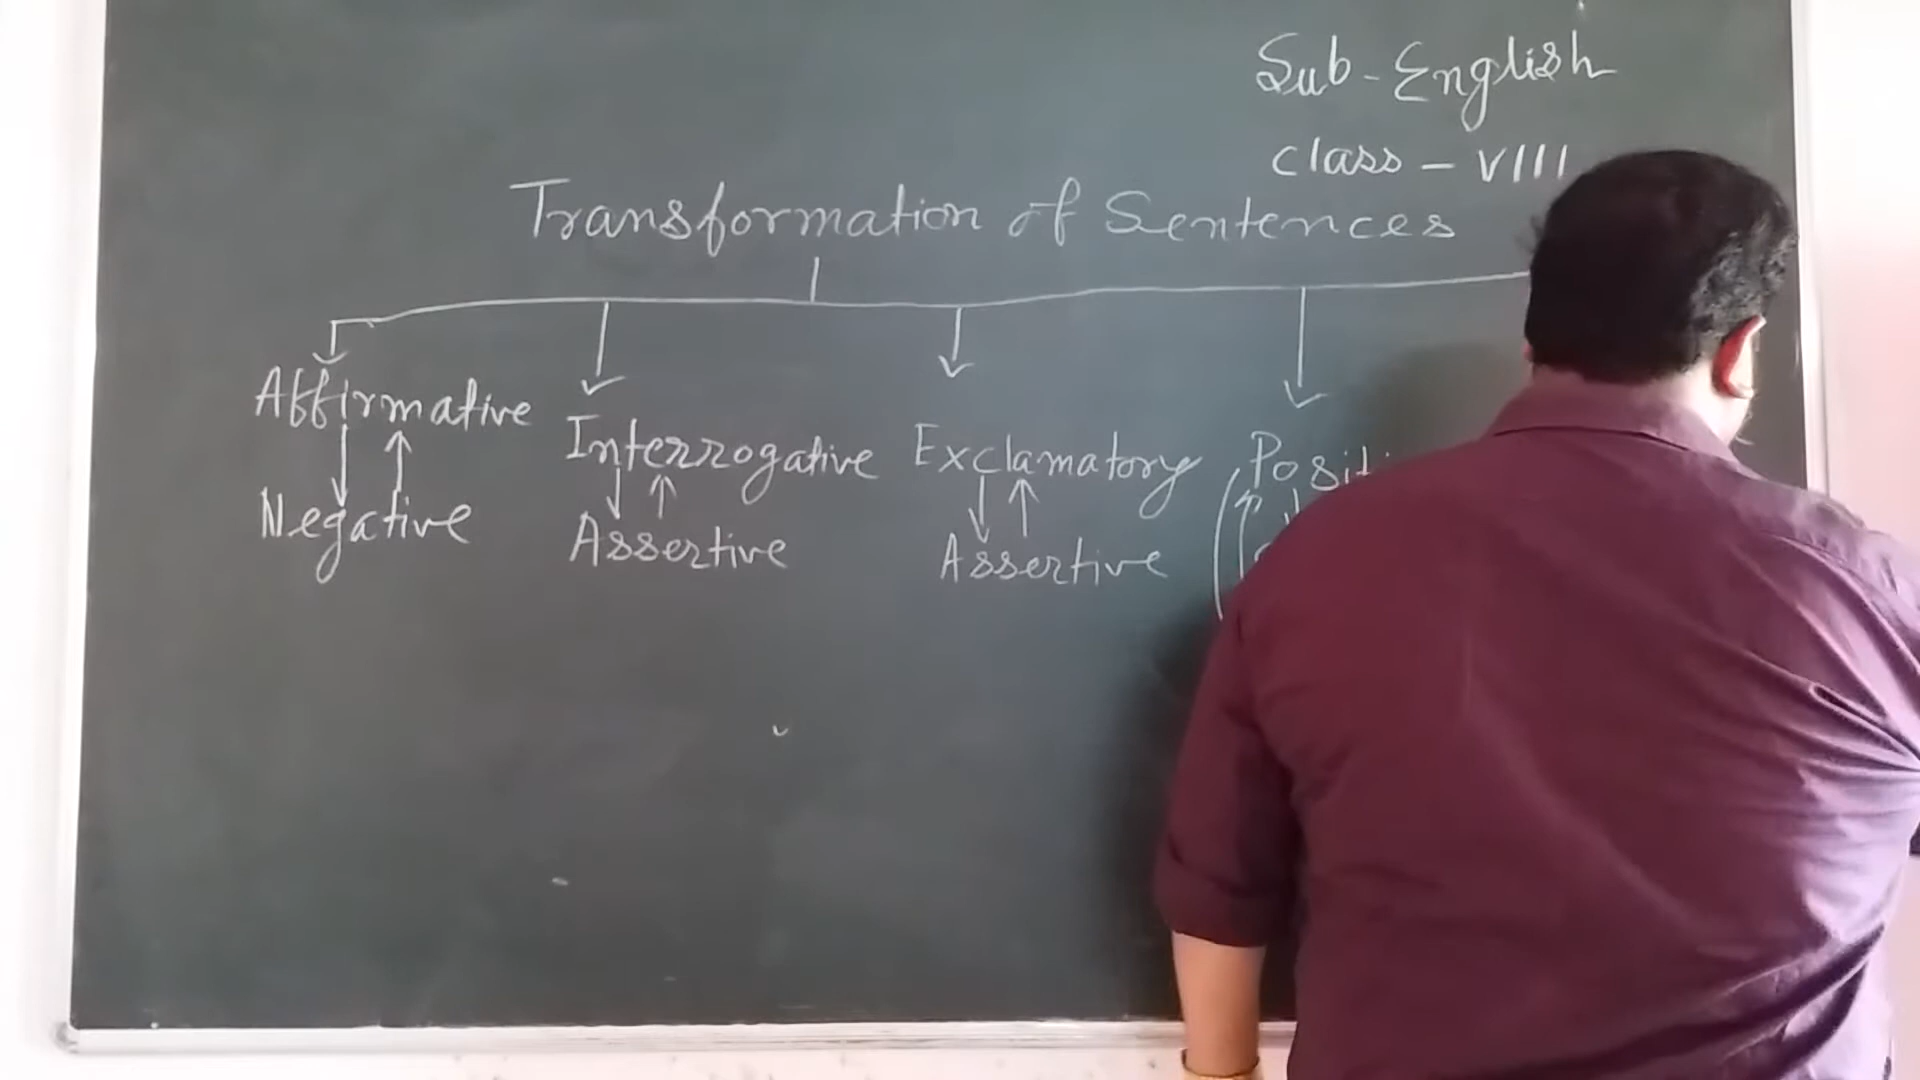 Sub - English
Class - VIII
Transformation of Sentences
Affirmative
Negative
Interrogative
Assertive
Exclamatory
Assertive